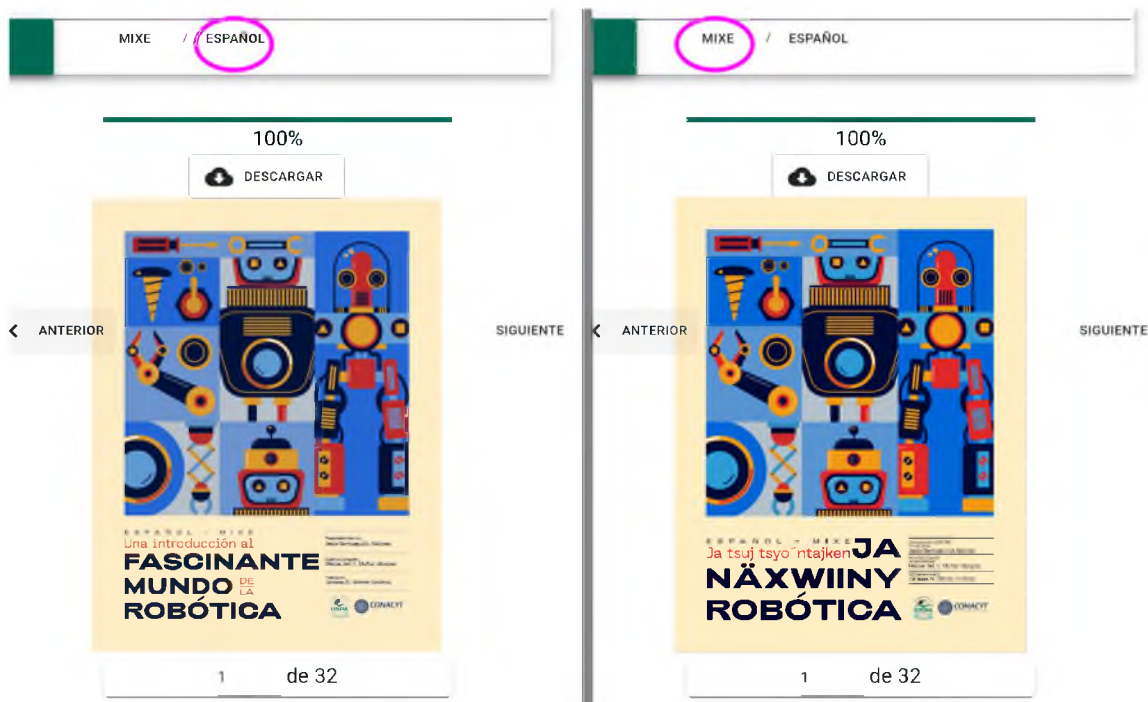 MIXE / ESPAÑOL
100%
DESCARGAR
ANTERIOR
SIGUIENTE
ESPAÑOL - MIXE
Una introducción al
FASCINANTE
MUNDO DE LA
ROBÓTICA
CONACYT
1 de 32
MIXE / ESPAÑOL
100%
DESCARGAR
ANTERIOR
SIGUIENTE
ESPAÑOL - MIXE
Ja tsuj tsyo´ntajken JA
NÄXWIINY
ROBÓTICA
CONACYT
1 de 32